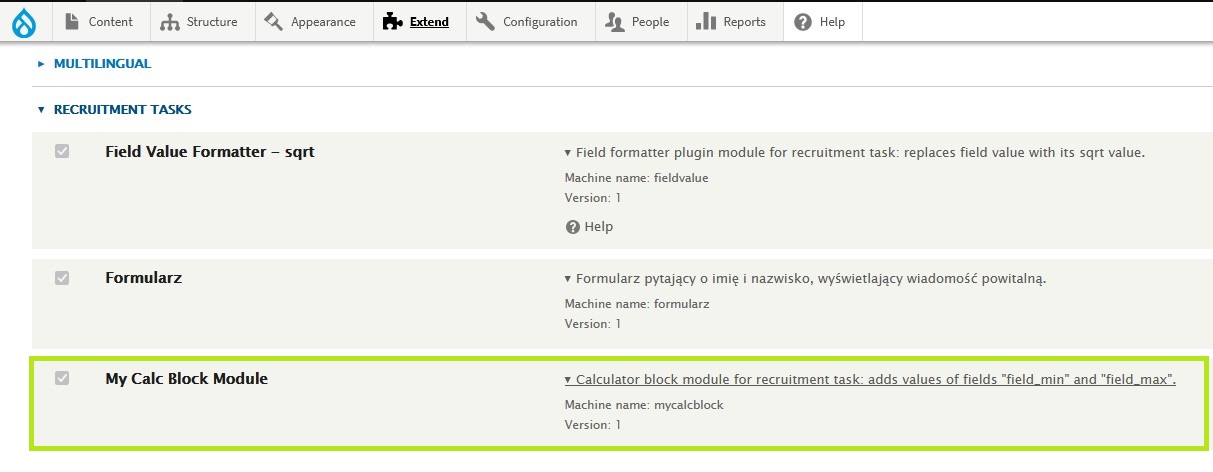 Content Structure Appearance Extend Configuration People Reports Help
MULTILINGUAL
RECRUITMENT TASKS
Field Value Formatter – sqrt
Field formatter plugin module for recruitment task: replaces field value with its sqrt value.
Machine name: fieldvalue
Version: 1
Help
Formularz
Formularz pytający o imię i nazwisko, wyświetlający wiadomość powitalną.
Machine name: formularz
Version: 1
My Calc Block Module
Calculator block module for recruitment task: adds values of fields "field_min" and "field_max".
Machine name: mycalcblock
Version: 1